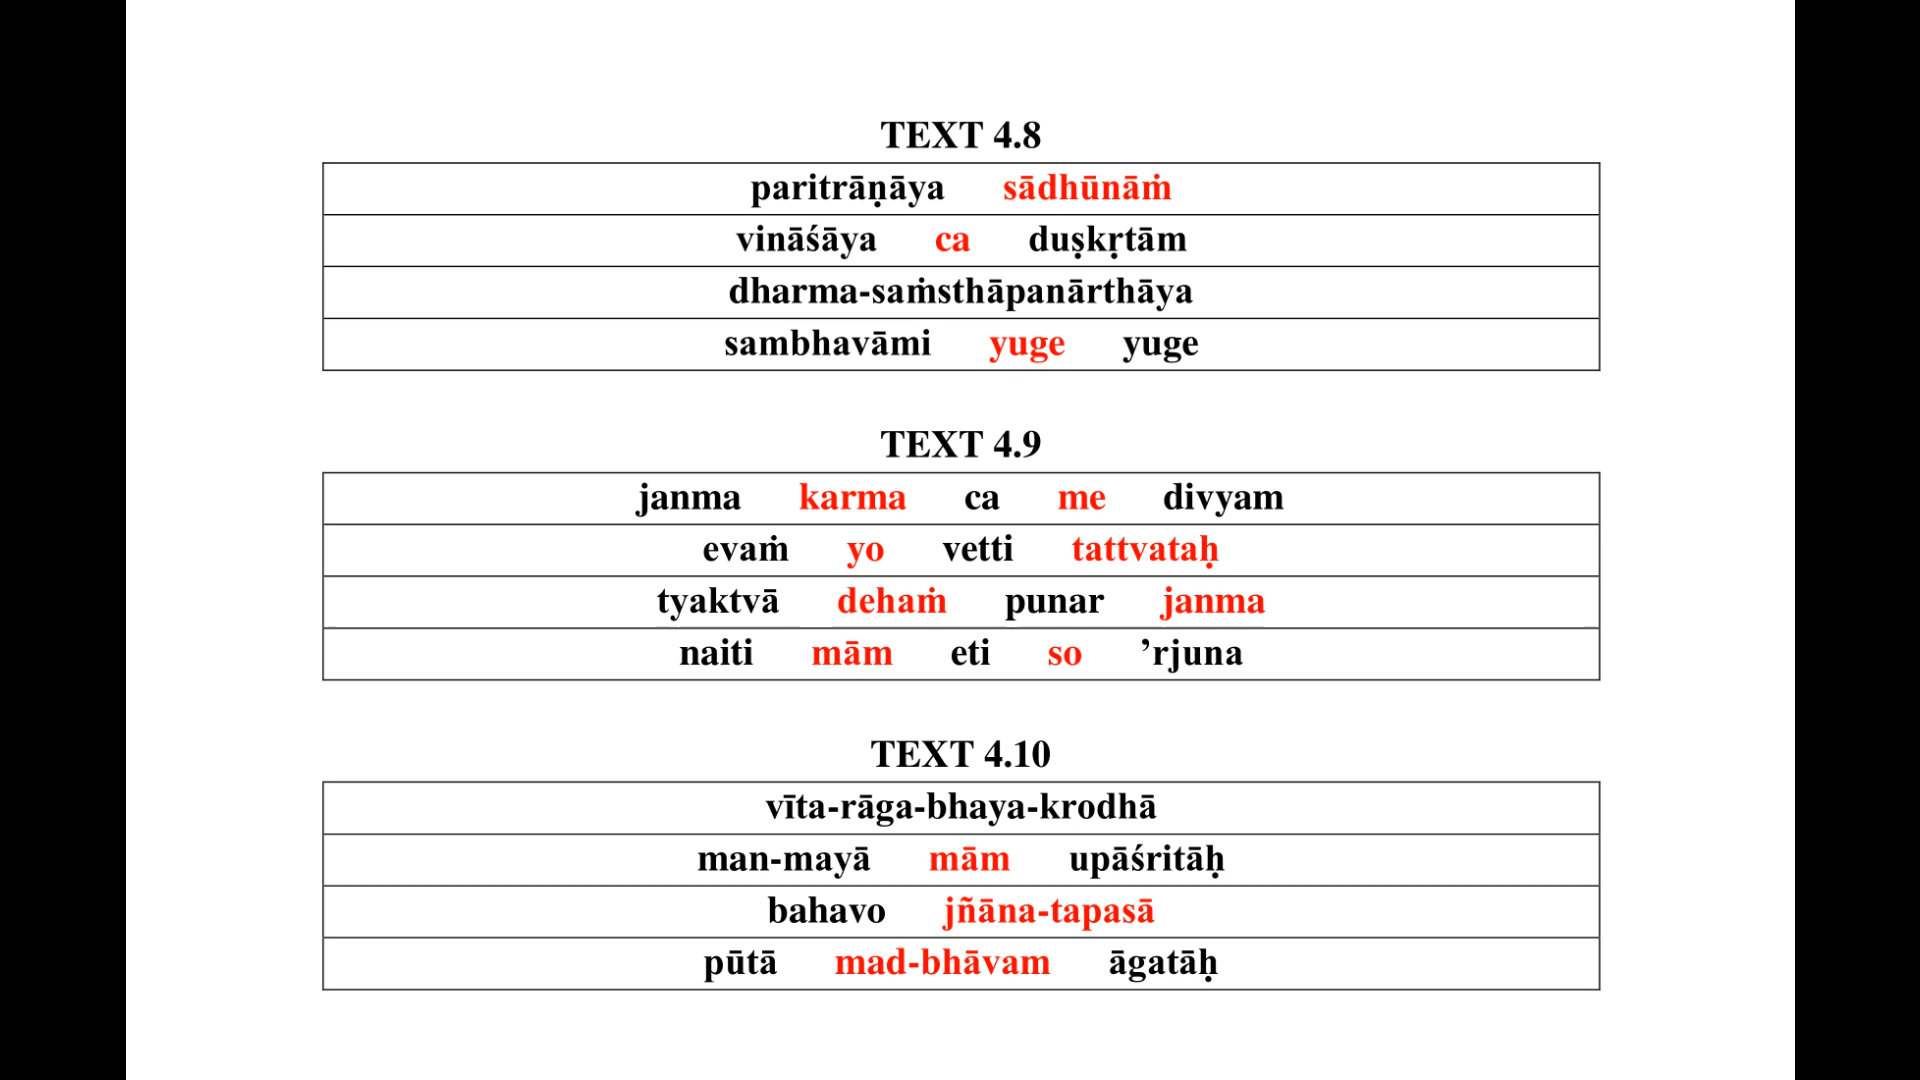 TEXT 4.8
paritrāṇāya sādhūnāṁ
vināśāya ca duṣkṛtām
dharma-saṁsthāpanārthāya
sambhavāmi yuge yuge
TEXT 4.9
janma karma ca me divyam
evaṁ yo vetti tattvataḥ
tyaktvā dehaṁ punar janma
naiti mām eti so ’rjuna
TEXT 4.10
vīta-rāga-bhaya-krodhā
man-mayā mām upāśritāḥ
bahavo jñāna-tapasā
pūtā mad-bhāvam āgatāḥ